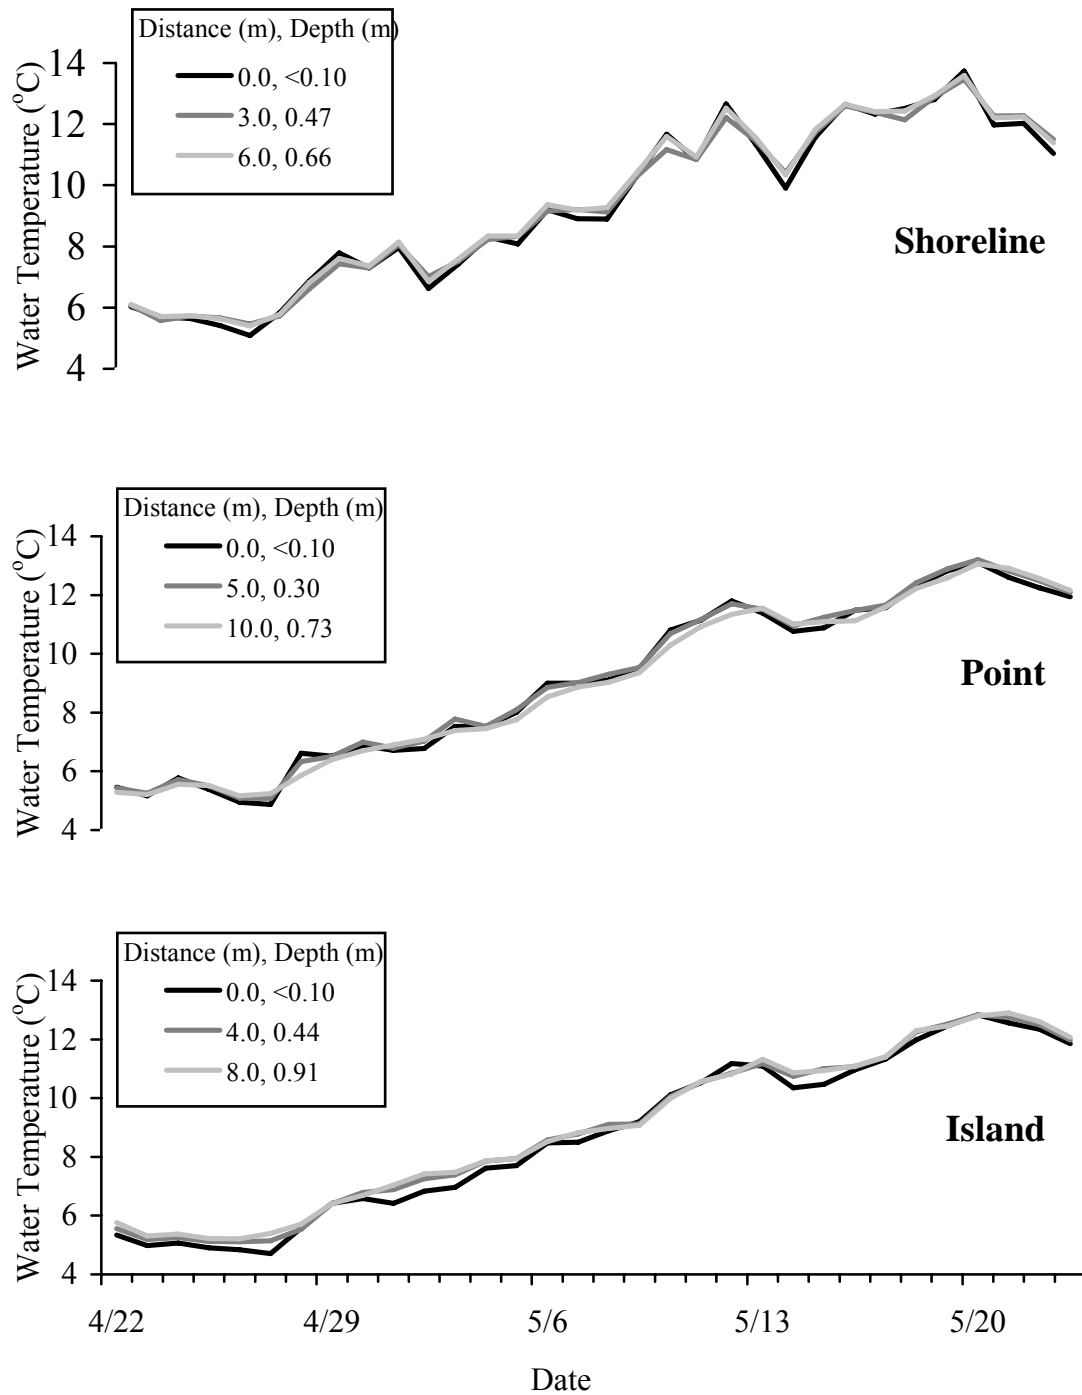 Distance (m), Depth (m)
0.0, <0.10
3.0, 0.47
6.0, 0.66
Water Temperature (°C)
14
12
10
8
6
4
Shoreline
Distance (m), Depth (m)
0.0, <0.10
5.0, 0.30
10.0, 0.73
Water Temperature (°C)
14
12
10
8
6
4
Point
Distance (m), Depth (m)
0.0, <0.10
4.0, 0.44
8.0, 0.91
Water Temperature (°C)
14
12
10
8
6
4
Island
4/22 4/29 5/6 5/13 5/20
Date